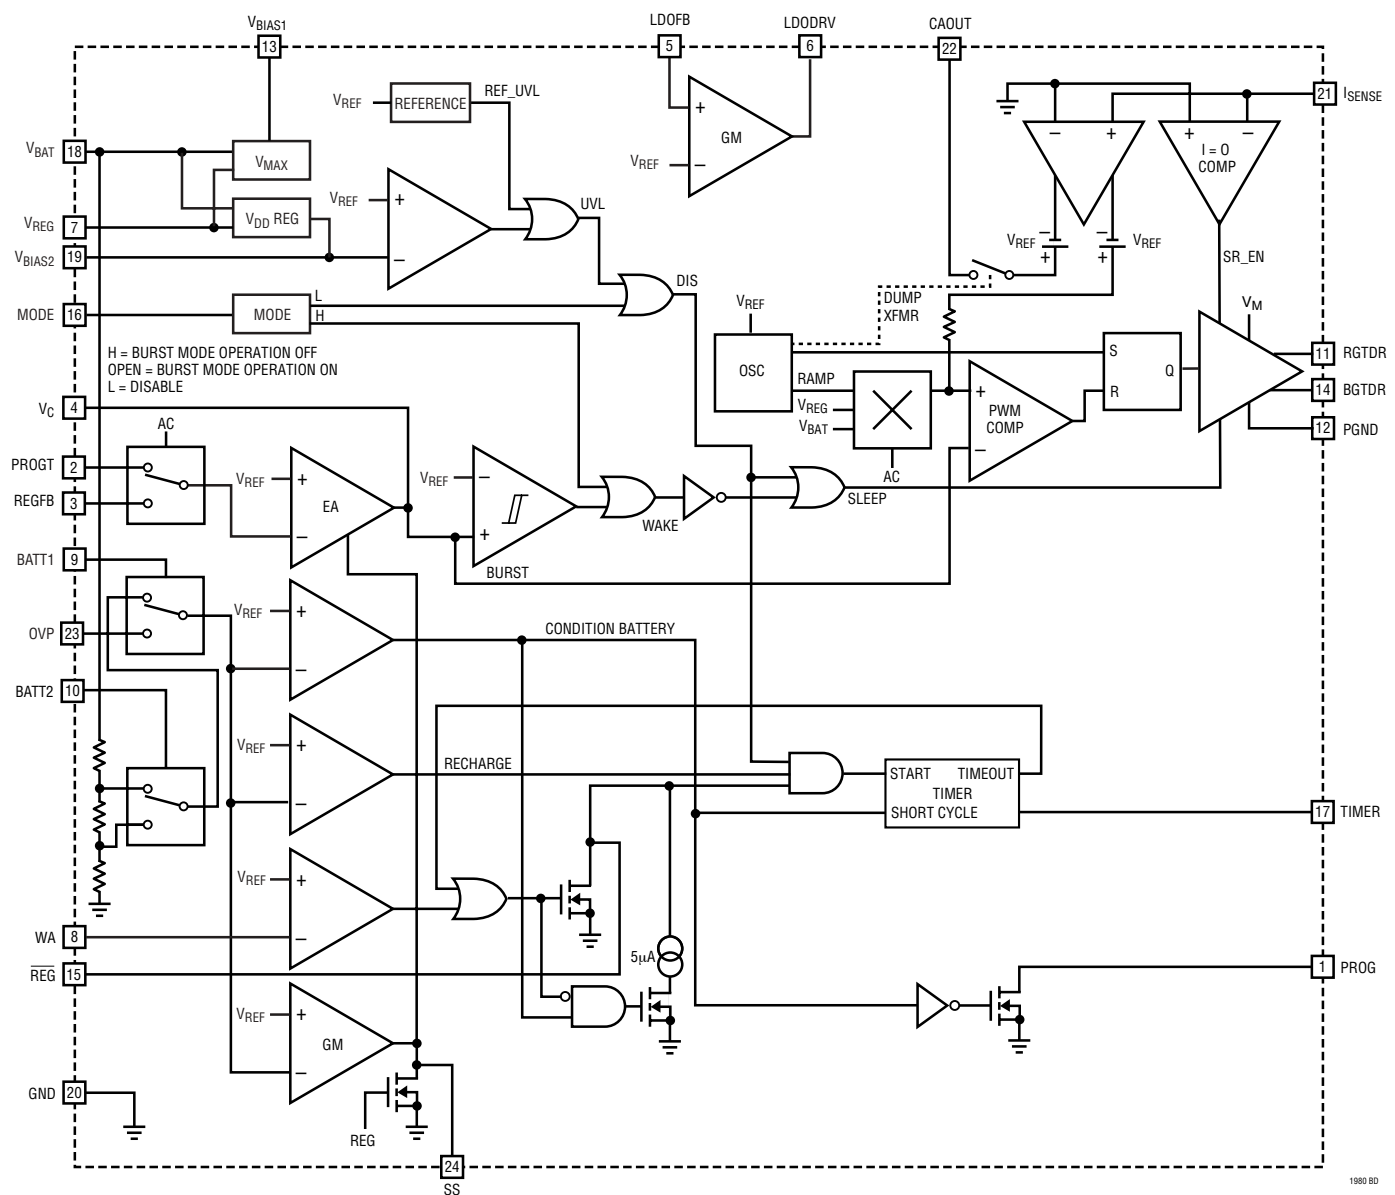 VBIAS1
13
LDOFB
5
LDODRV
6
CAOUT
22
21
ISENSE
VREF
REFERENCE
REF_UVL
+
GM
VREF
–
–
+
+
–
I = 0
COMP
VBAT
18
VMAX
VREF
+
UVL
VREG
7
VDD REG
VBIAS2
19
–
VREF
–
+
–
+
VREF
SR_EN
MODE
16
MODE
L
H
DIS
DUMP
XFMR
VREF
VM
H = BURST MODE OPERATION OFF
OPEN = BURST MODE OPERATION ON
L = DISABLE
OSC
RAMP
VREG
VBAT
AC
+
PWM
COMP
–
S
Q
R
11
RGTDR
14
BGTDR
12
PGND
VC
4
AC
PROGT
2
REGFB
3
VREF
+
EA
–
VREF
–
+
WAKE
SLEEP
BURST
BATT1
9
OVP
23
VREF
+
–
CONDITION BATTERY
BATT2
10
VREF
+
–
RECHARGE
START
TIMEOUT
TIMER
SHORT CYCLE
17
TIMER
VREF
+
–
WA
8
REG
15
5µA
1
PROG
VREF
+
GM
–
GND
20
REG
24
SS
1980 BD